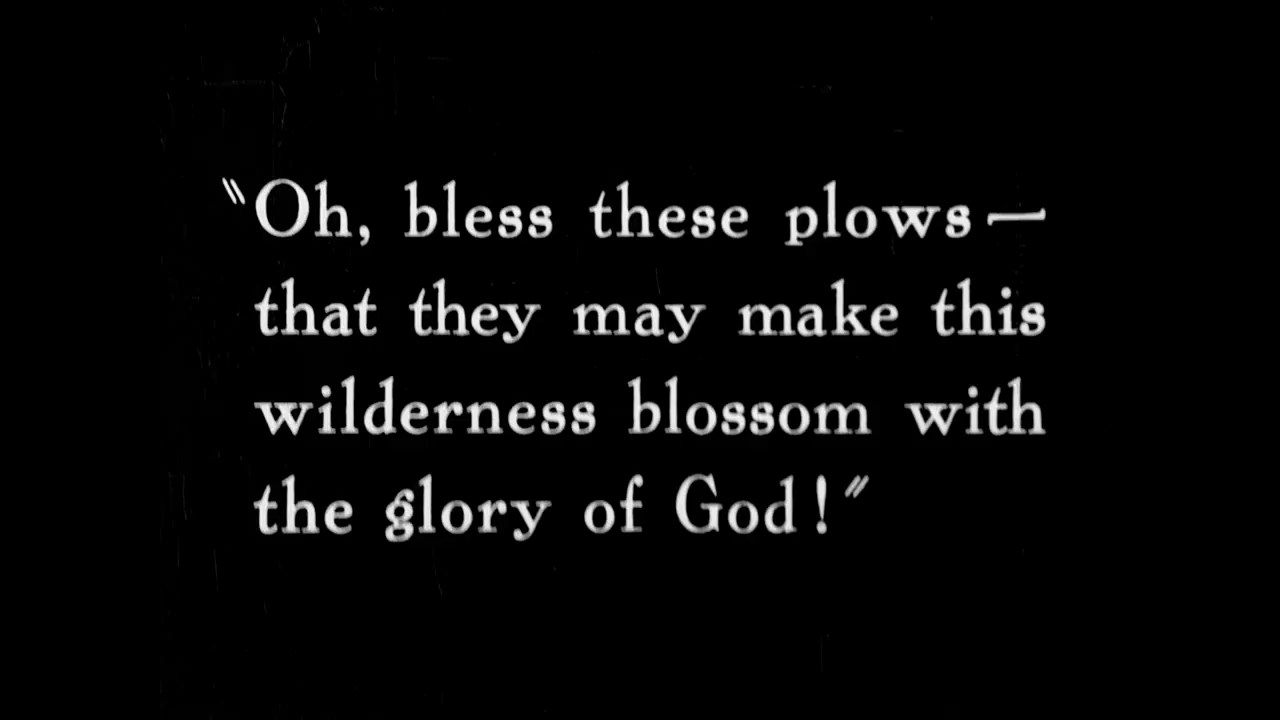 "Oh, bless these plows—
that they may make this
wilderness blossom with
the glory of God!"